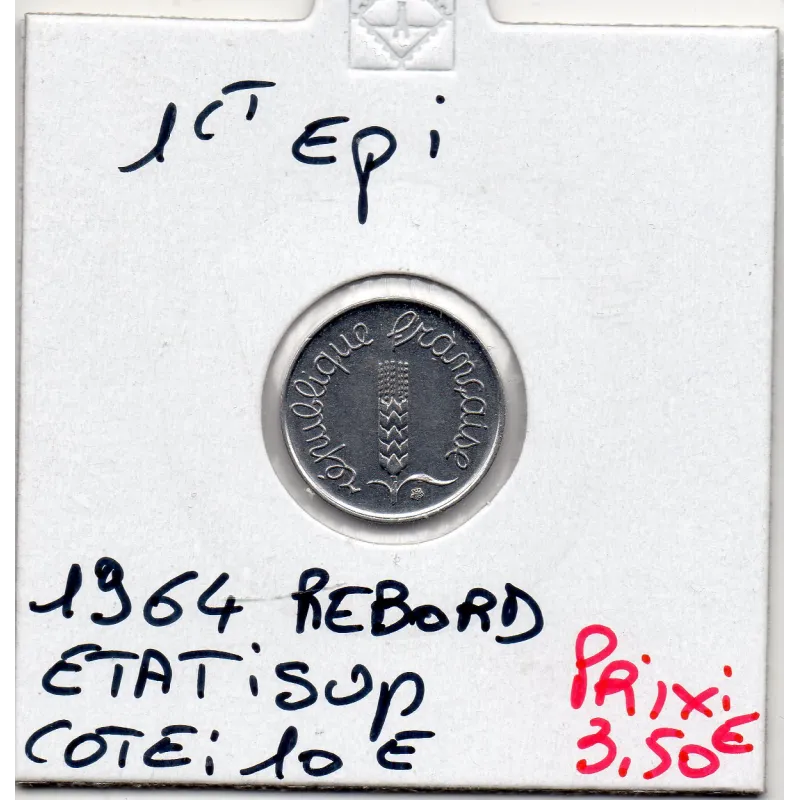 1CT Epi
république française
1964 REBORD
ETAT: SUP
COTE: 10 E
PRIX:
3,50€